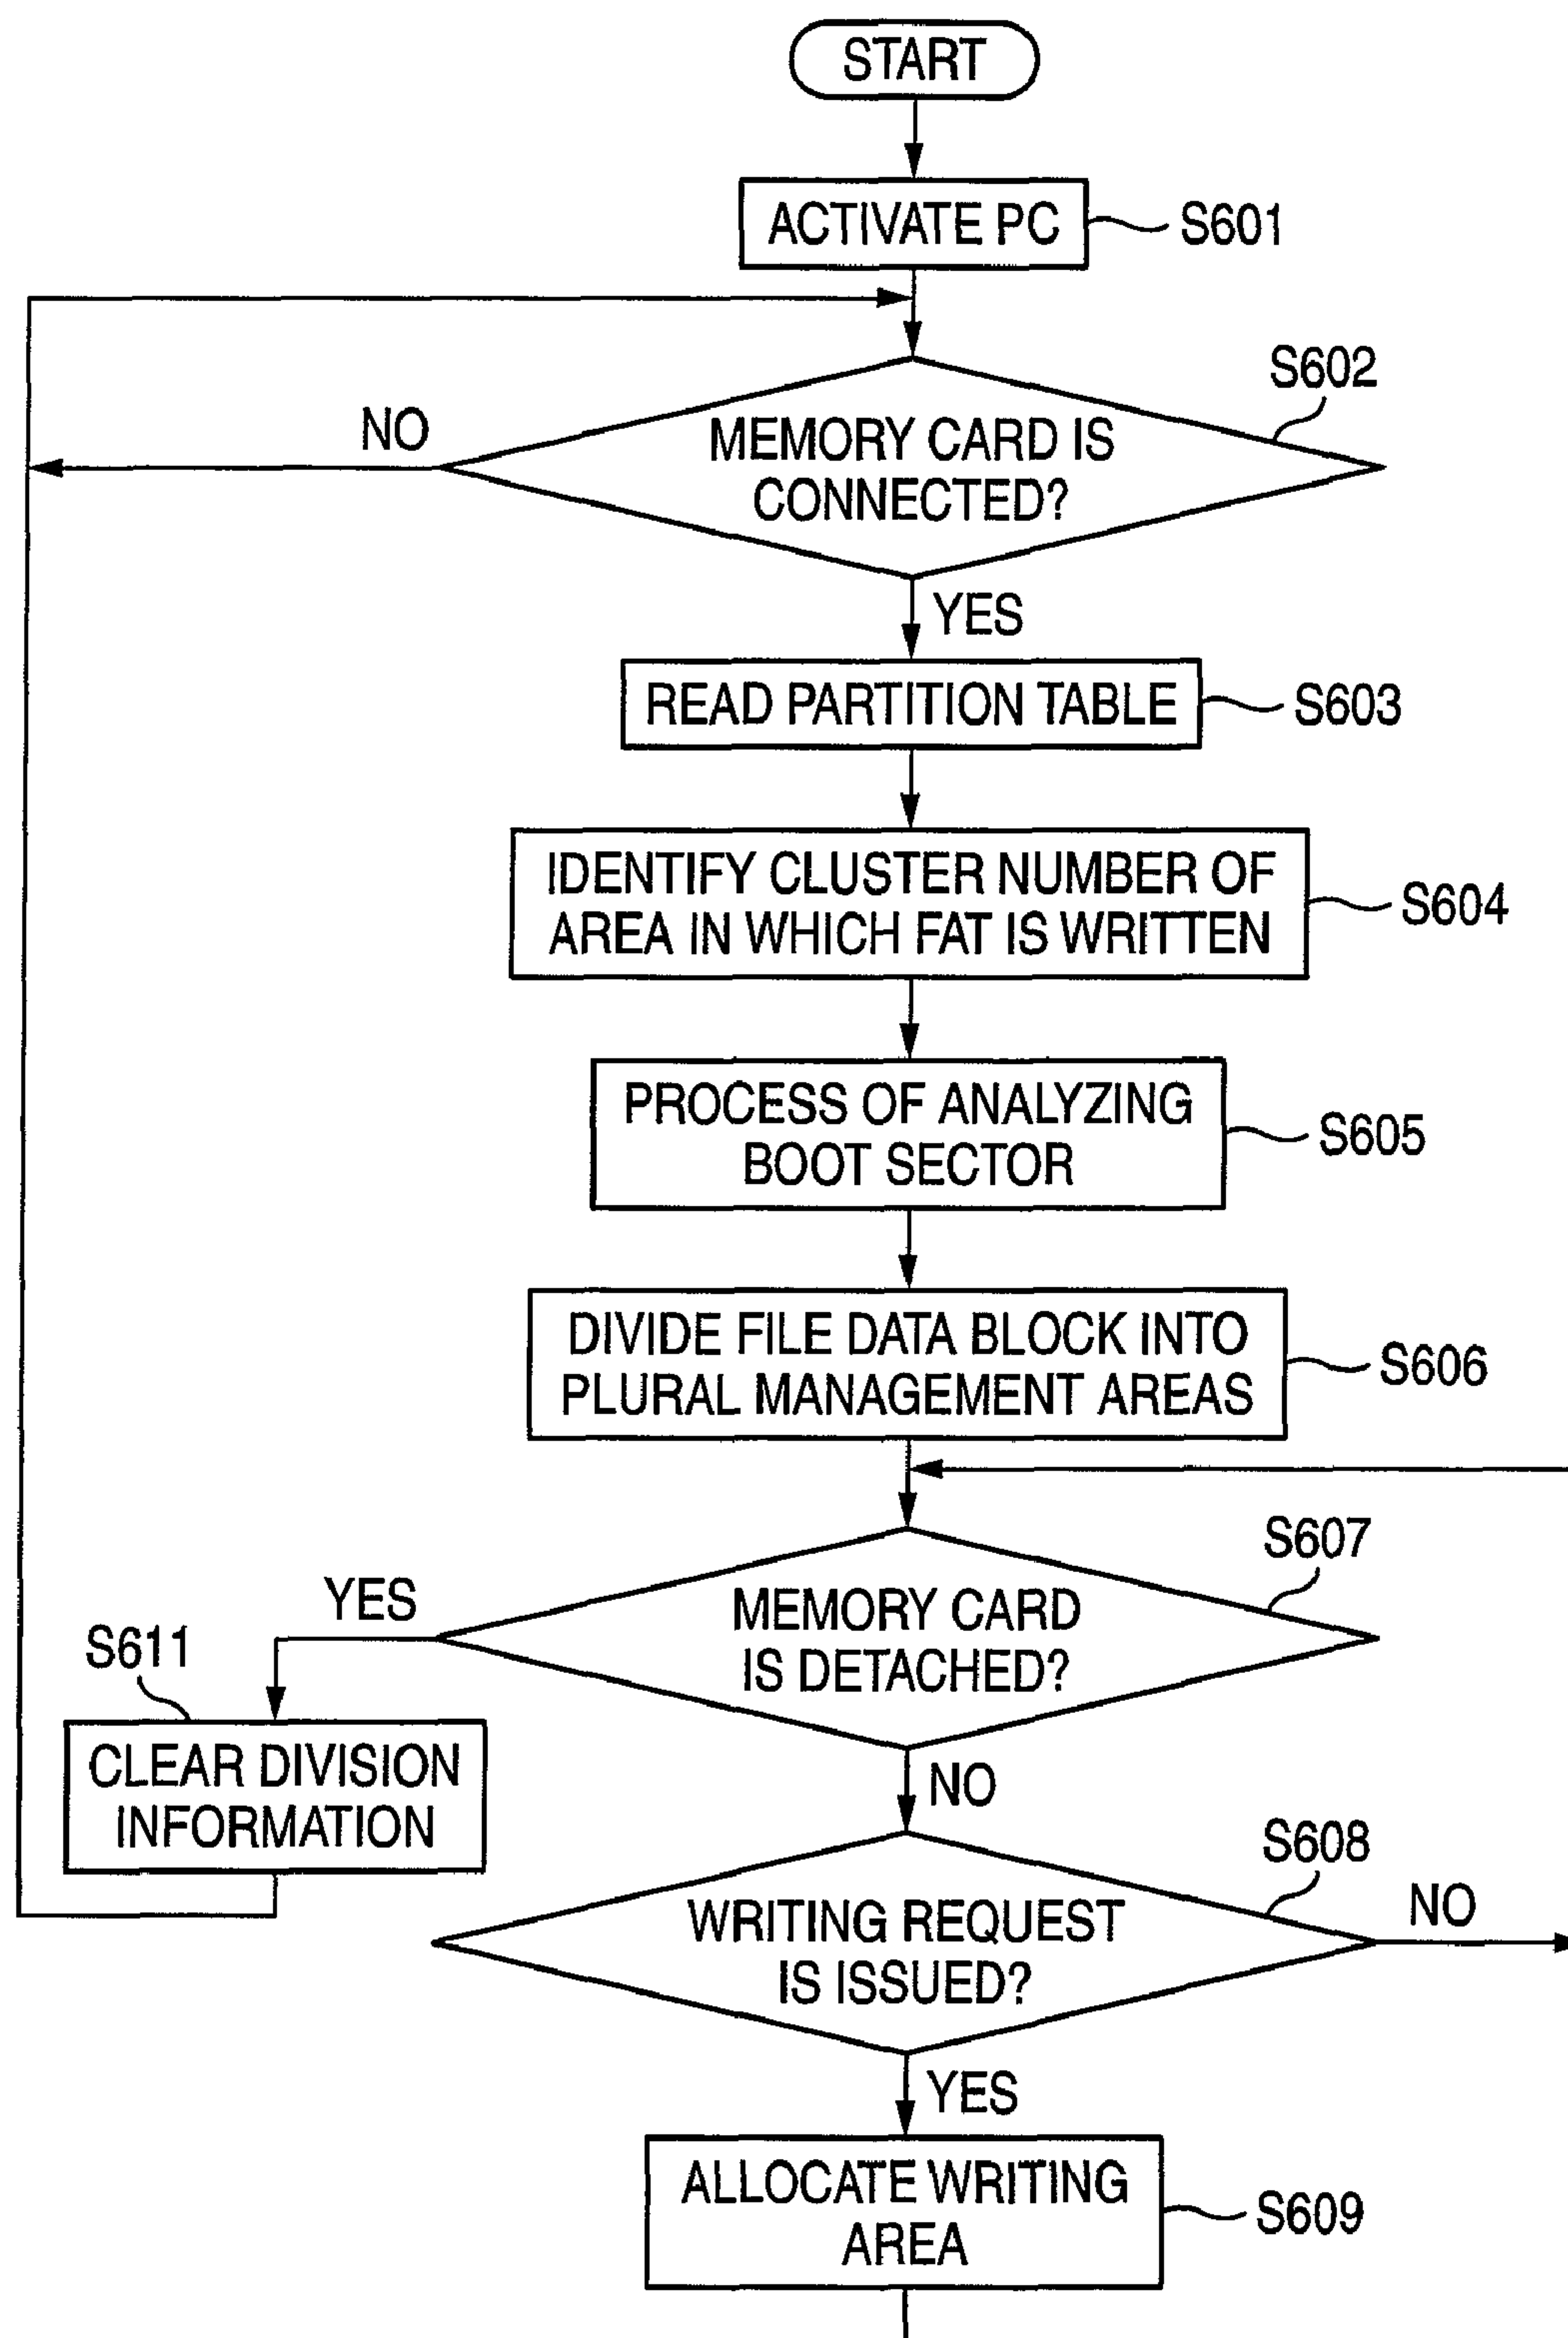 START
ACTIVATE PC
S601
S602
NO
MEMORY CARD IS
CONNECTED?
YES
READ PARTITION TABLE
S603
IDENTIFY CLUSTER NUMBER OF
AREA IN WHICH FAT IS WRITTEN
S604
PROCESS OF ANALYZING
BOOT SECTOR
S605
DIVIDE FILE DATA BLOCK INTO
PLURAL MANAGEMENT AREAS
S606
S607
YES
MEMORY CARD
IS DETACHED?
S611
CLEAR DIVISION
INFORMATION
NO
S608
WRITING REQUEST
IS ISSUED?
NO
YES
ALLOCATE WRITING
AREA
S609